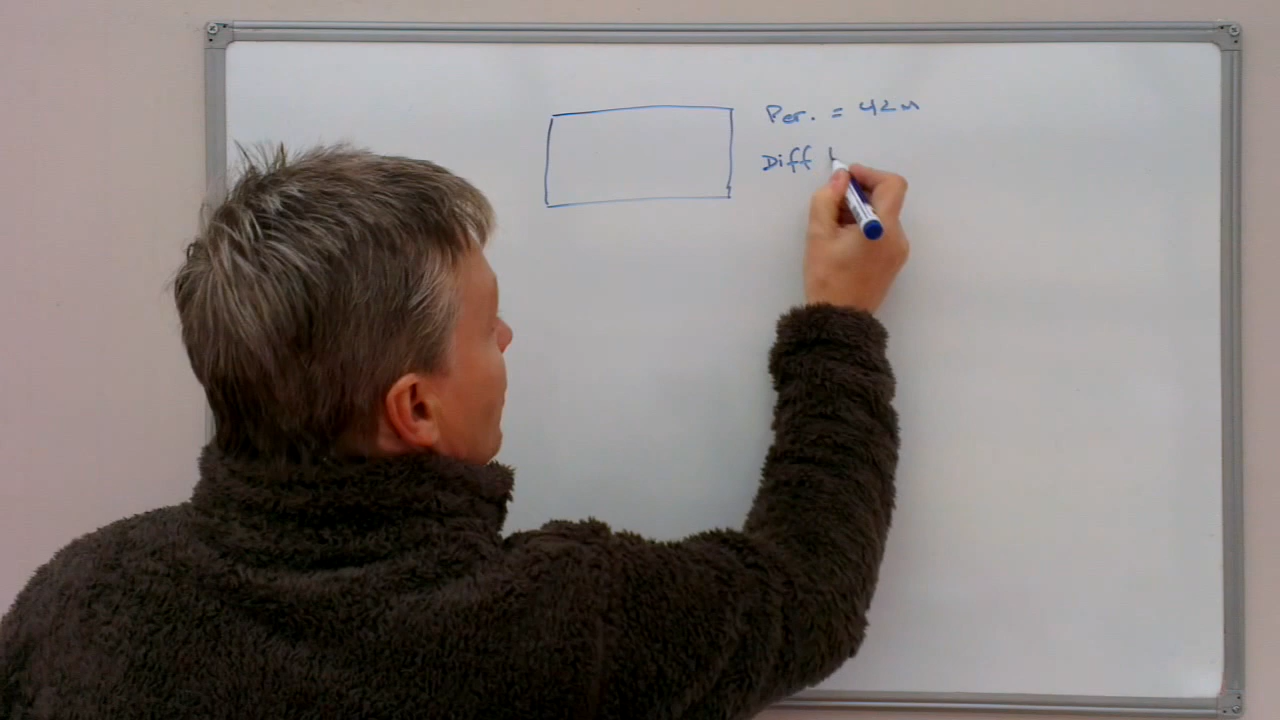 Per. = 42m
Diff